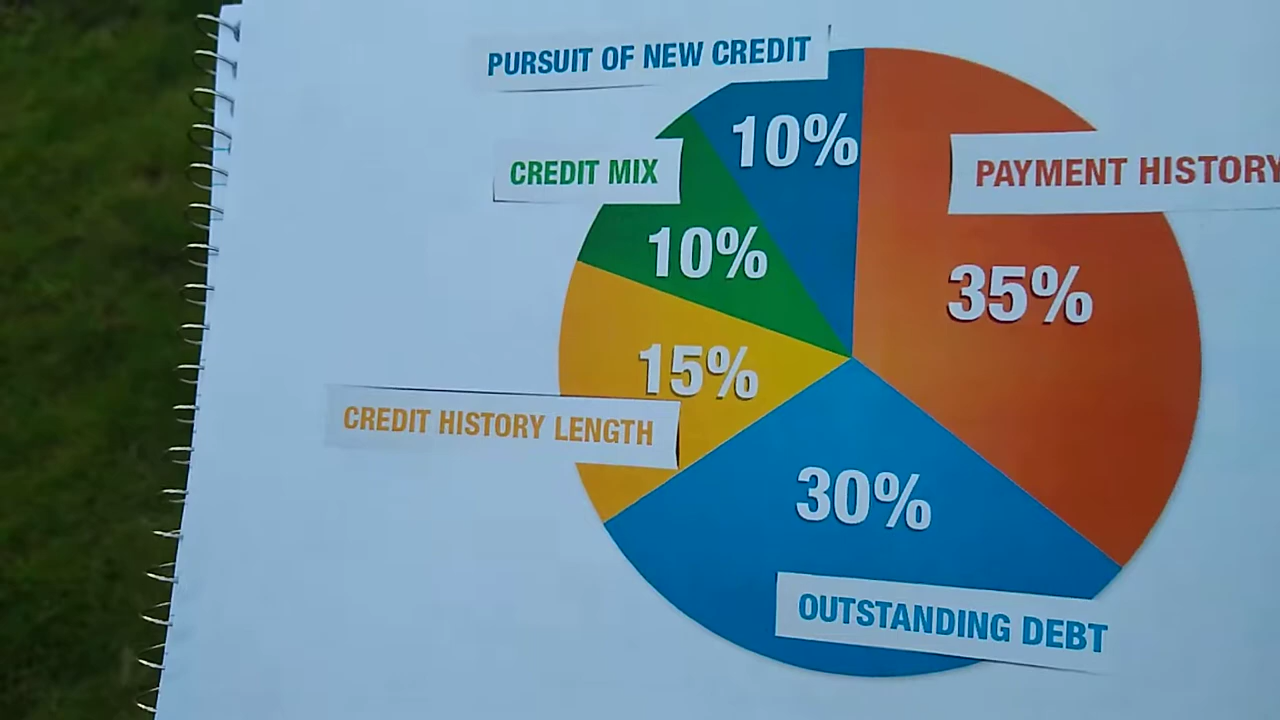 PURSUIT OF NEW CREDIT
10%
CREDIT MIX
10%
PAYMENT HISTORY
35%
15%
CREDIT HISTORY LENGTH
30%
OUTSTANDING DEBT